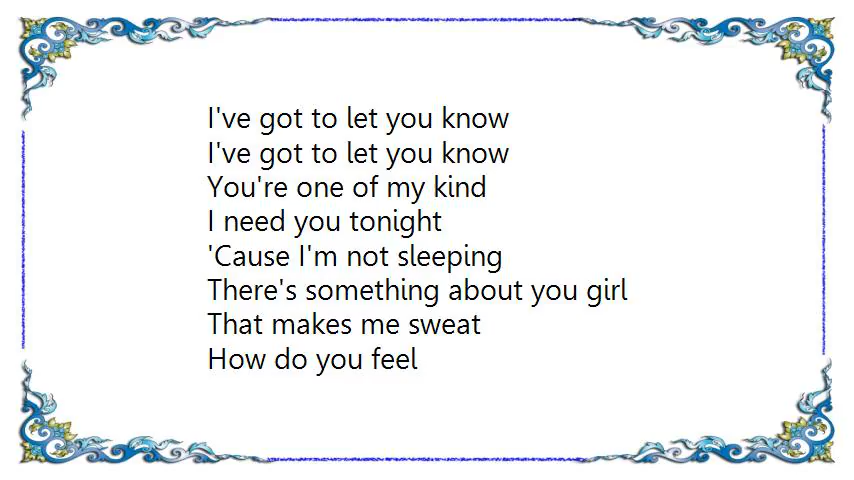 I've got to let you know
I've got to let you know
You're one of my kind
I need you tonight
'Cause I'm not sleeping
There's something about you girl
That makes me sweat
How do you feel